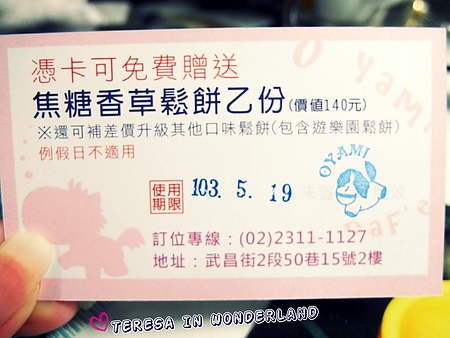 憑卡可免費贈送
焦糖香草鬆餅乙份(價值140元)
※還可補差價升級其他口味鬆餅(包含遊樂園鬆餅)
例假日不適用
使用
期限
103. 5. 19
OYAMI
Oyami
caf'e
訂位專線：(02)2311-1127
地址：武昌街2段50巷15號2樓
TERESA IN WONDERLAND